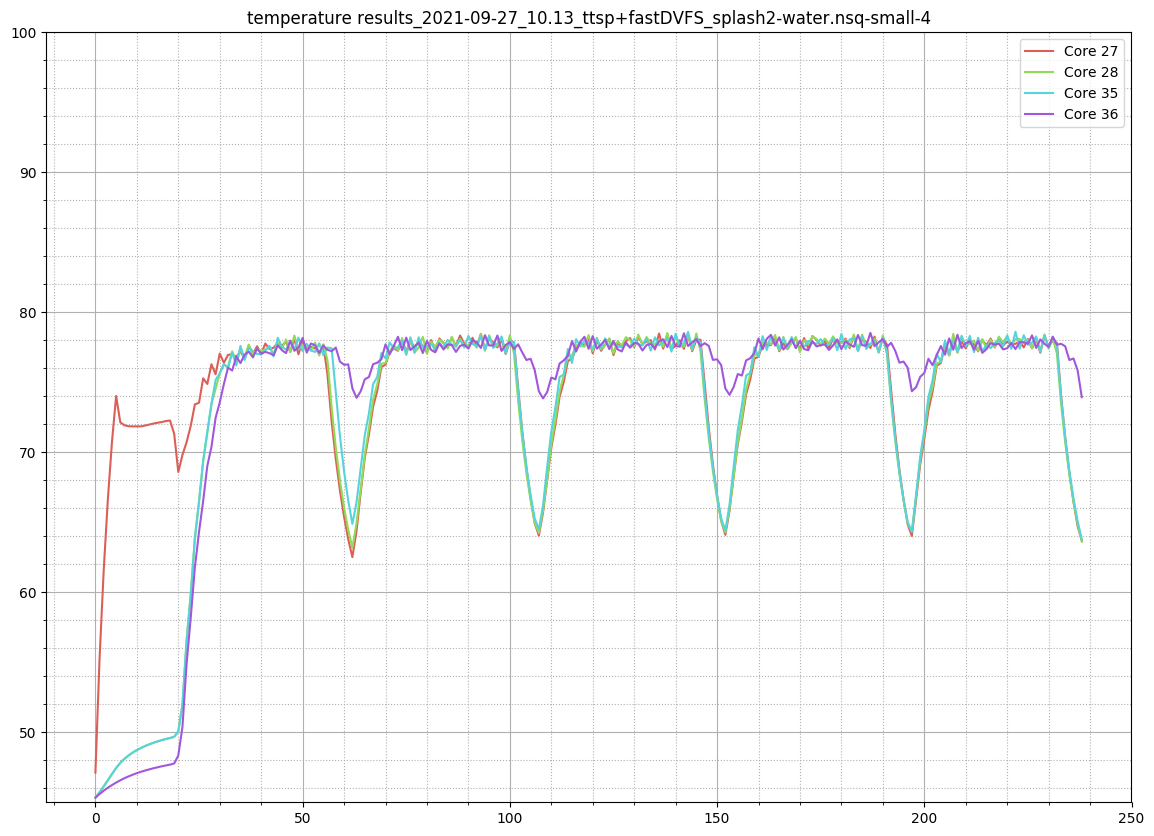 temperature results_2021-09-27_10.13_ttsp+fastDVFS_splash2-water.nsq-small-4
100
90
80
70
60
50
0
50
100
150
200
250
Core 27
Core 28
Core 35
Core 36